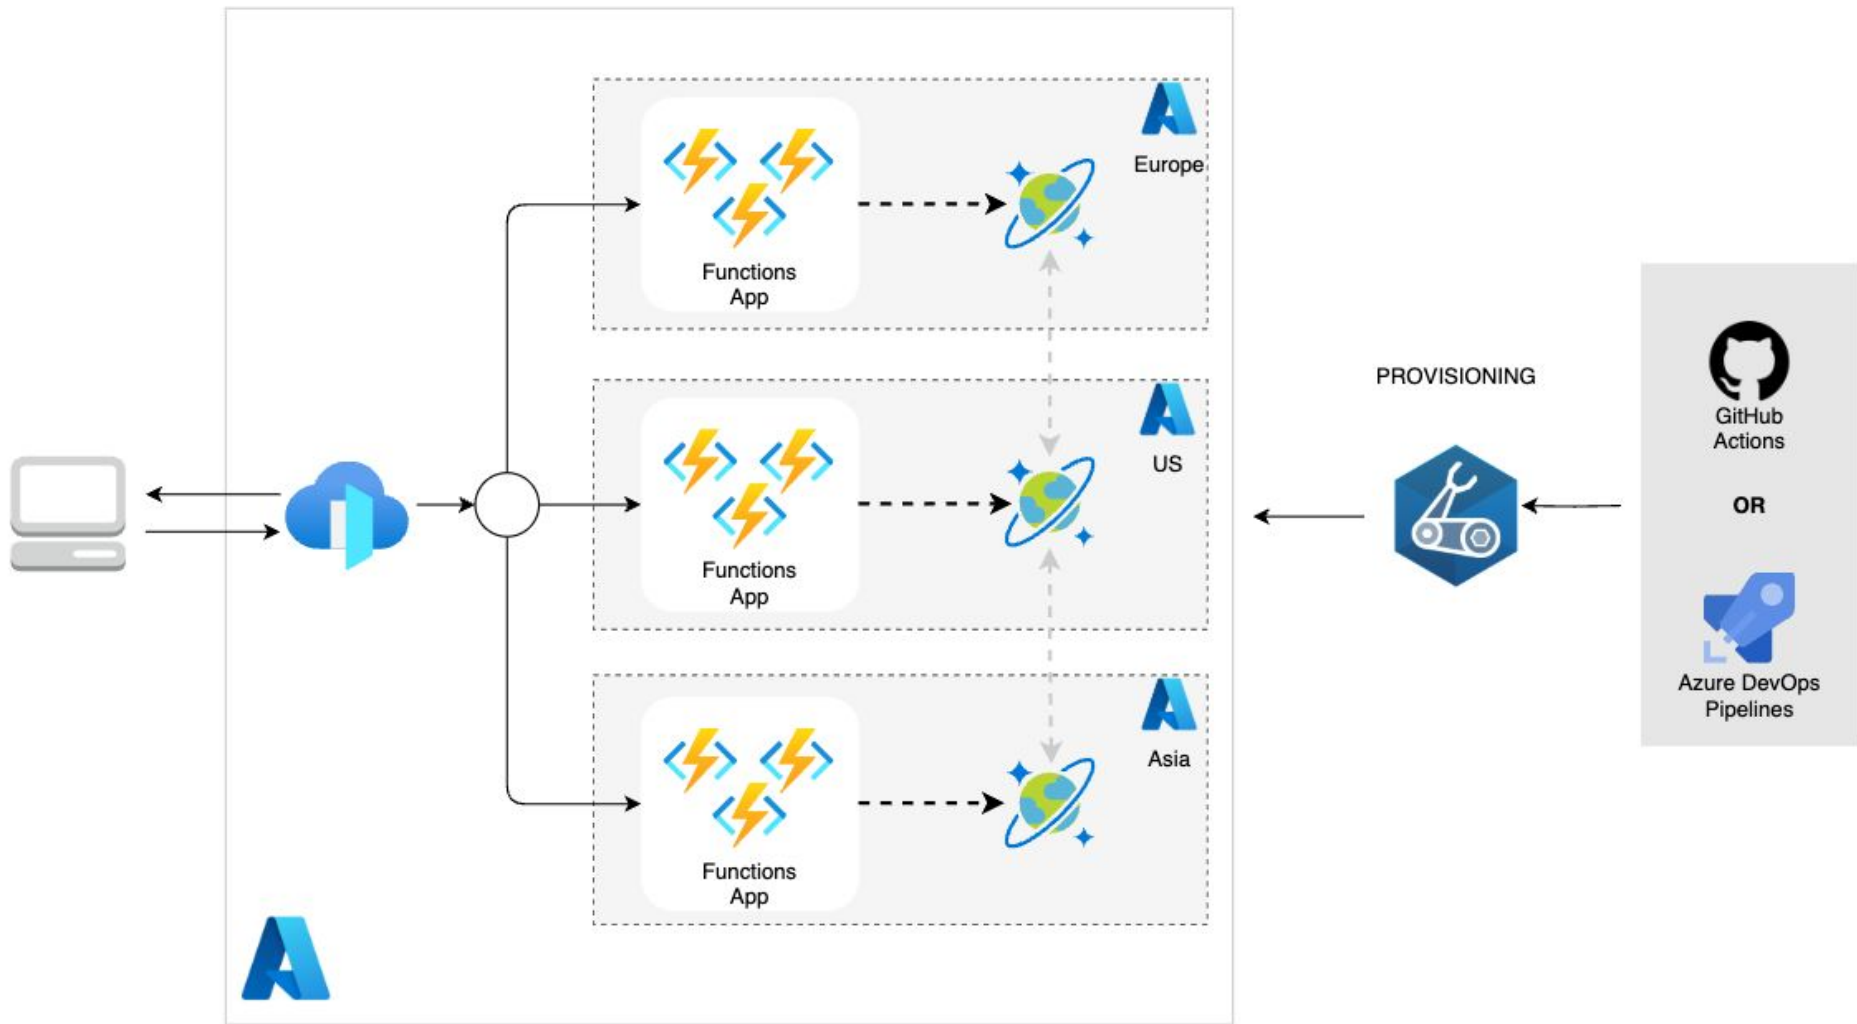 Europe
Functions
App
PROVISIONING
US
Functions
App
Asia
Functions
App
GitHub
Actions
OR
Azure DevOps
Pipelines